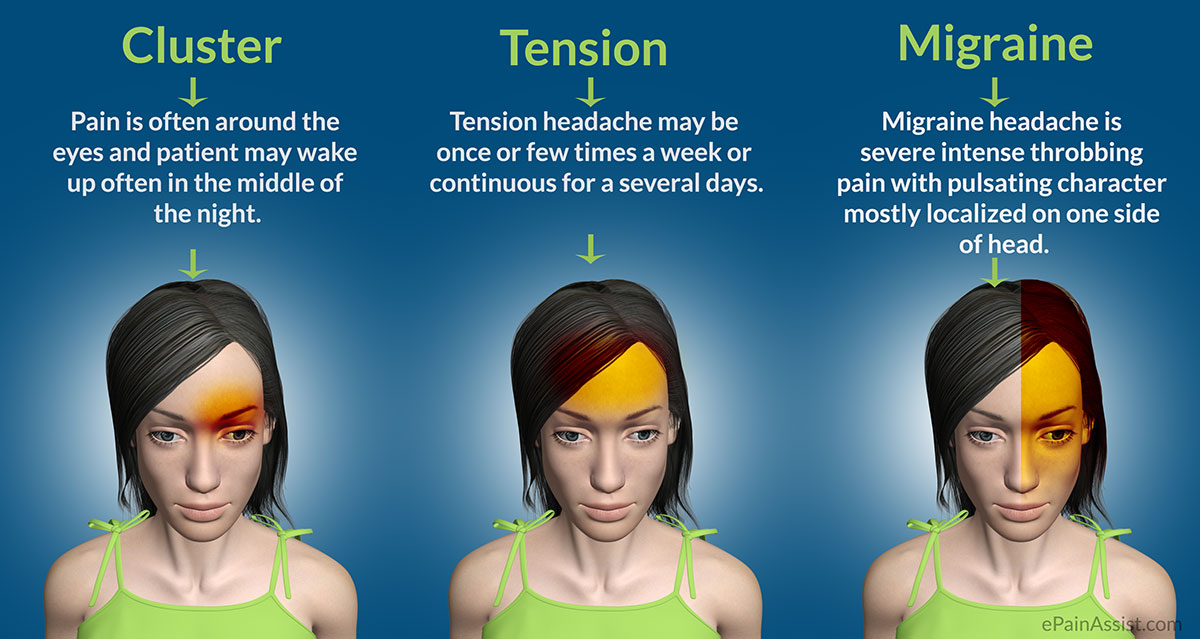 Cluster
Pain is often around the
eyes and patient may wake
up often in the middle of
the night.
Tension
Tension headache may be
once or few times a week or
continuous for a several days.
Migraine
Migraine headache is
severe intense throbbing
pain with pulsating character
mostly localized on one side
of head.
ePainAssist.com